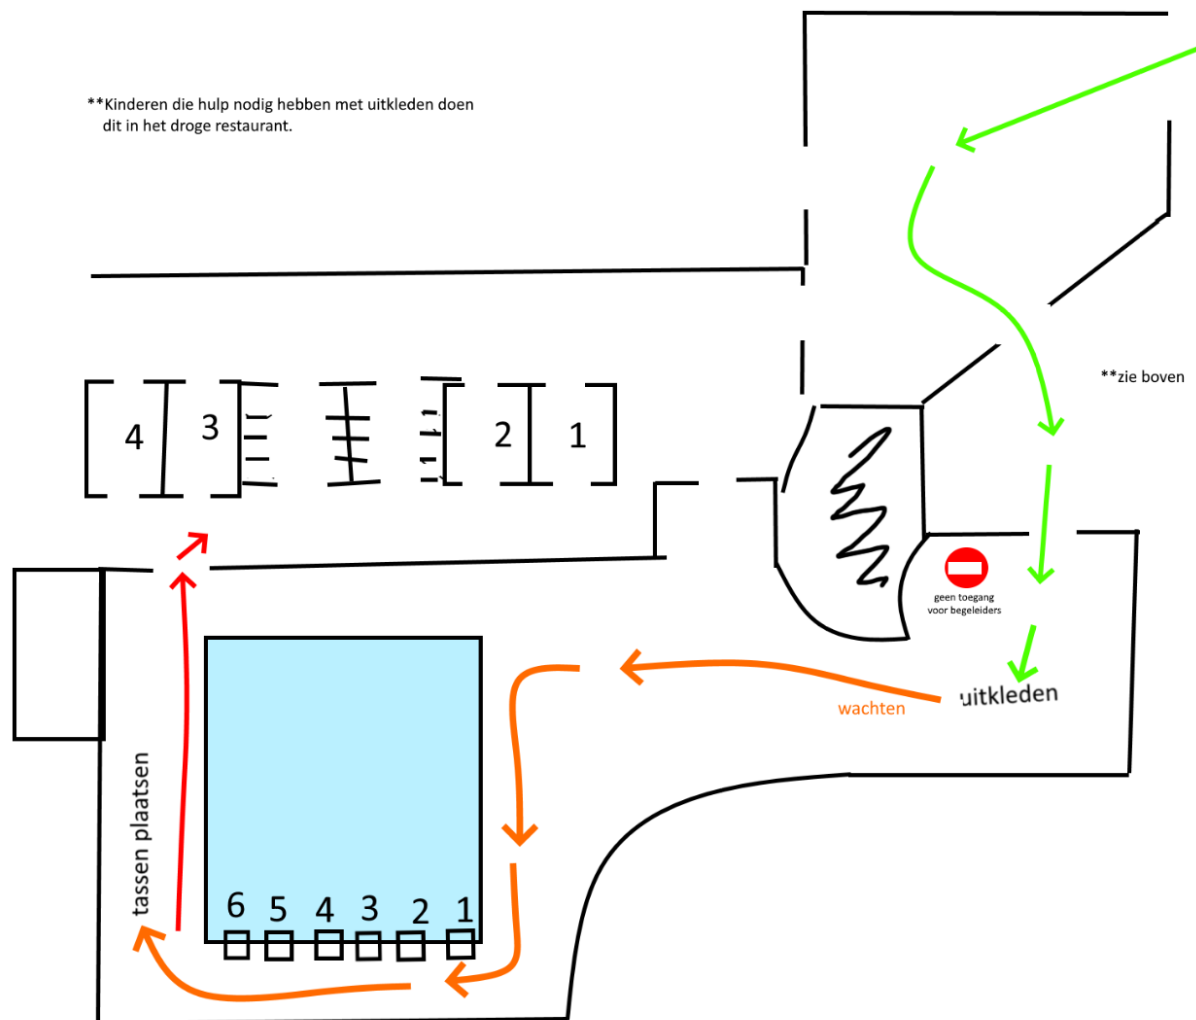 **Kinderen die hulp nodig hebben met uitkleden doen
dit in het droge restaurant.
**zie boven
4
3
2
1
geen toegang
voor begeleiders
uitkleden
wachten
tassen plaatsen
6
5
4
3
2
1